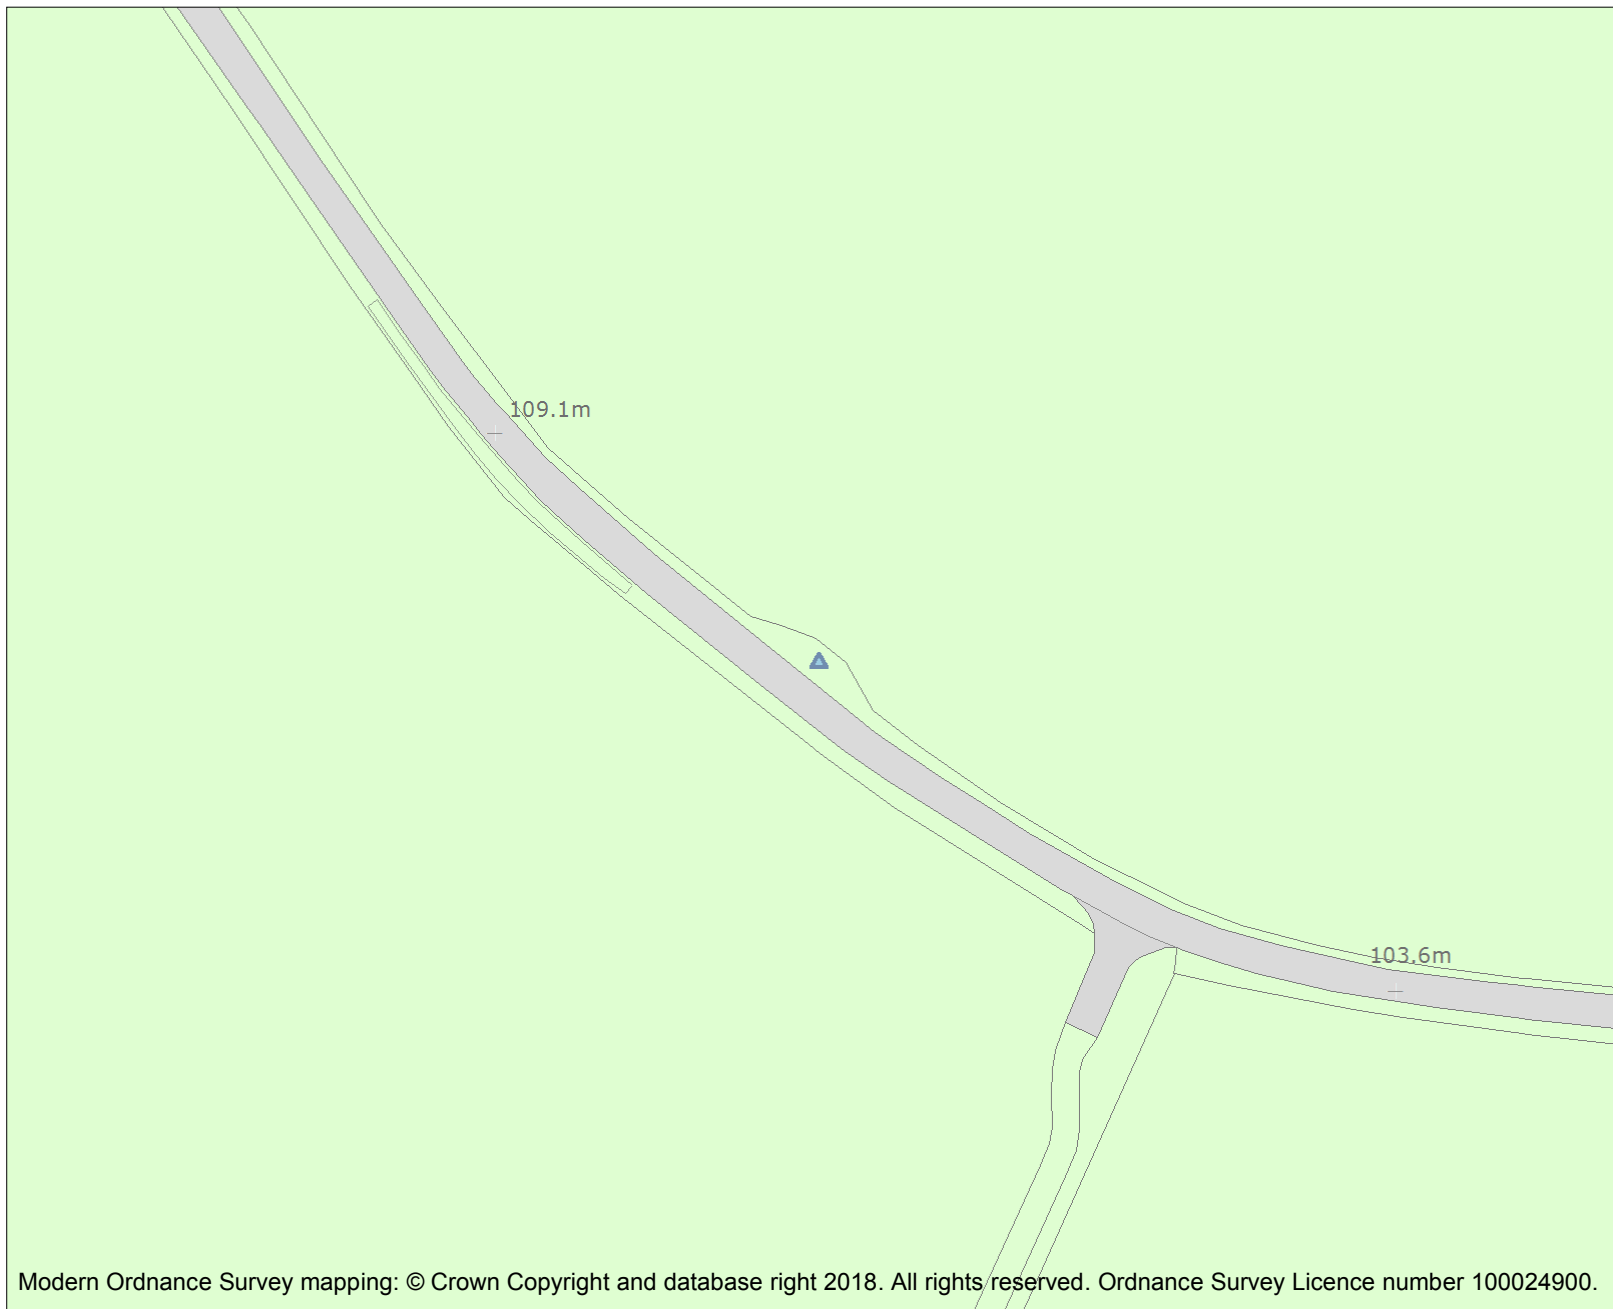 109.1m
103.6m
Modern Ordnance Survey mapping: © Crown Copyright and database right 2018. All rights reserved. Ordnance Survey Licence number 100024900.